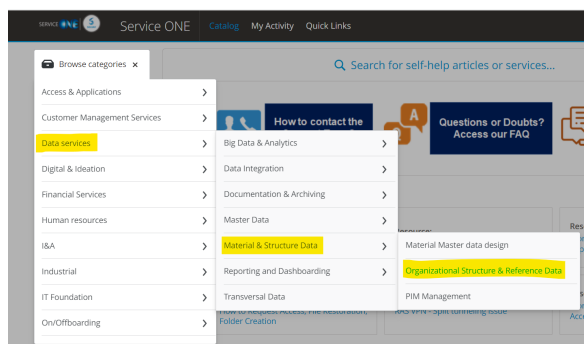 SERVICE ONE
Service ONE
Catalog My Activity Quick Links
Browse categories ×
Search for self-help articles or services...
Access & Applications
Customer Management Services
Data services
Digital & Ideation
Financial Services
Human resources
I&A
Industrial
IT Foundation
On/Offboarding
Big Data & Analytics
Data Integration
Documentation & Archiving
Master Data
Material & Structure Data
Reporting and Dashboarding
Transversal Data
Material Master data design
Organizational Structure & Reference Data
PIM Management
How to contact the
Questions or Doubts?
Access our FAQ
Q
A
Res
How to Request Access, File Restoration,
Folder Creation
XAS VPN - Split tunneling issue
Acc